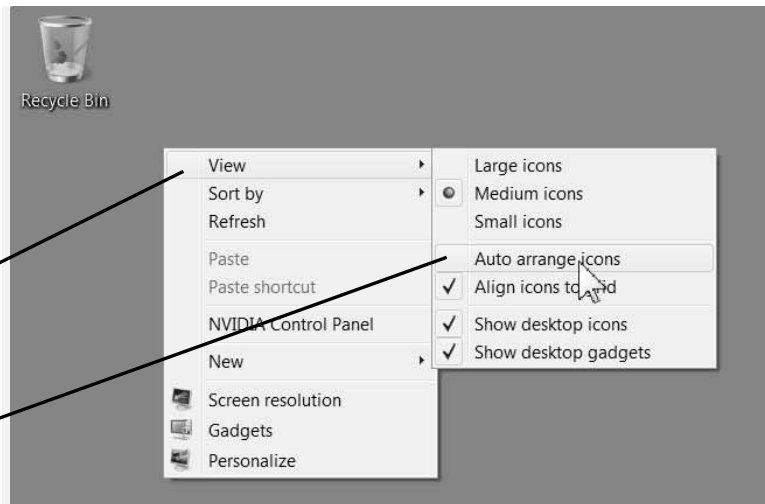 Recycle Bin
View
Sort by
Refresh
Paste
Paste shortcut
NVIDIA Control Panel
New
Screen resolution
Gadgets
Personalize
Large icons
Medium icons
Small icons
Auto arrange icons
Align icons to grid
Show desktop icons
Show desktop gadgets